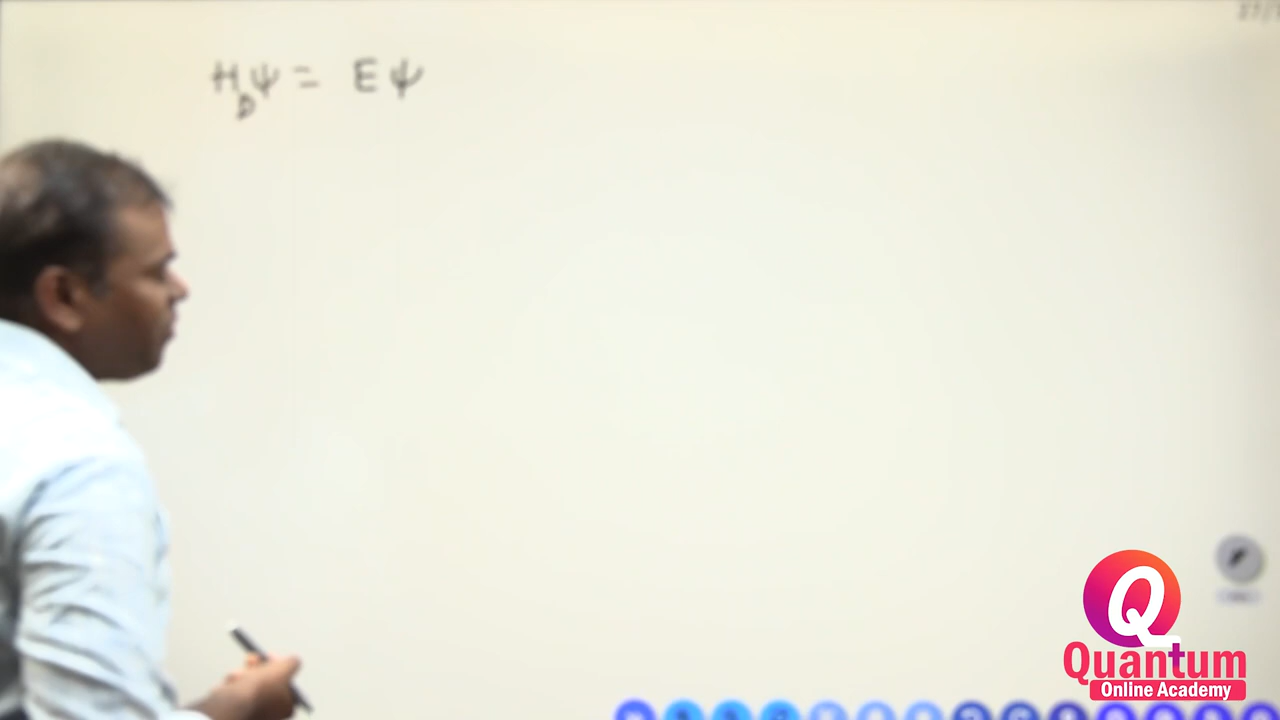 H_D ψ = E ψ
Q
Quantum
Online Academy